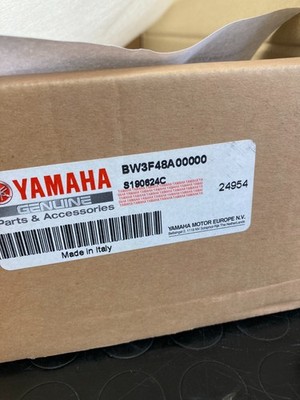 BW3F48A00000
YAMAHA
S190624C
GENUINE
24954
Parts & Accessories
Made in Italy
YAMAHA MOTOR EUROPE N.V.